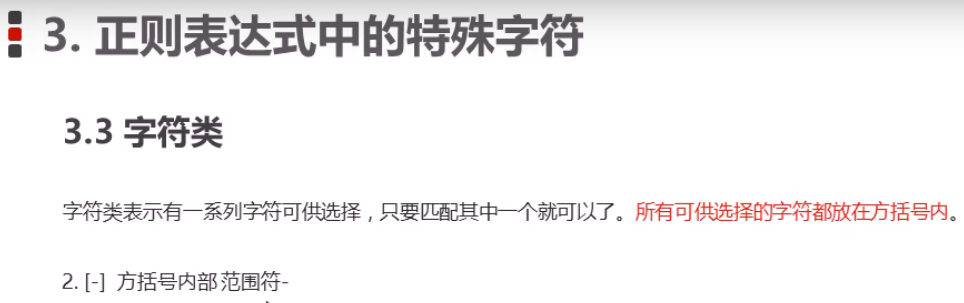 3. 正则表达式中的特殊字符
3.3 字符类
字符类表示有一系列字符可供选择，只要匹配其中一个就可以了。所有可供选择的字符都放在方括号内。
2. [-] 方括号内部 范围符-